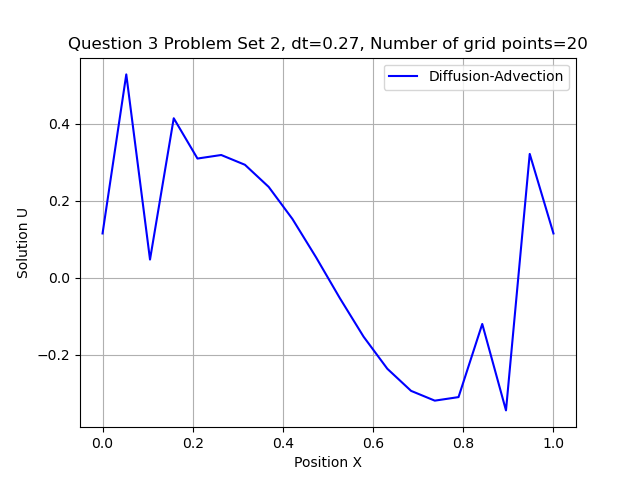 Question 3 Problem Set 2, dt=0.27, Number of grid points=20
Diffusion-Advection
Solution U
0.4
0.2
0.0
−0.2
0.0 0.2 0.4 0.6 0.8 1.0
Position X